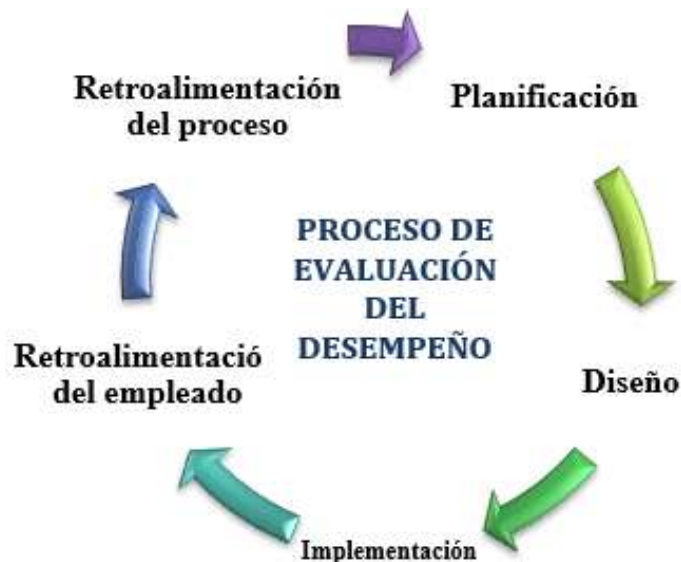 Retroalimentación
del proceso
Planificación
PROCESO DE
EVALUACIÓN
DEL
DESEMPEÑO
Retroalimentació
del empleado
Diseño
Implementación